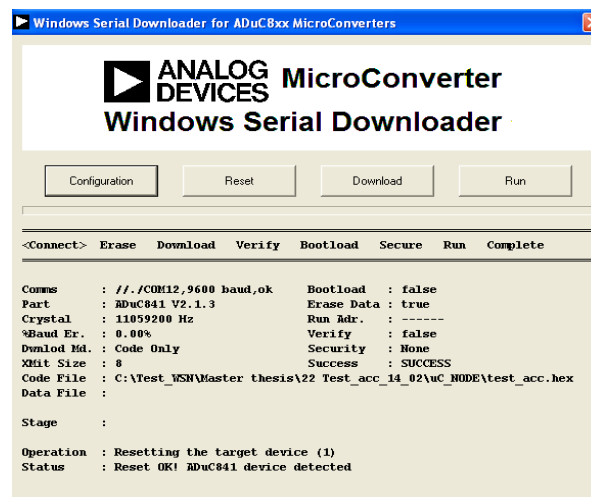 Windows Serial Downloader for ADuC8xx MicroConverters
ANALOG DEVICES MicroConverter
Windows Serial Downloader
Configuration Reset Download Run
<Connect> Erase Download Verify Bootload Secure Run Complete
Comms : //./COM12,9600 baud,ok Bootload : false
Part : ADuC841 V2.1.3 Erase Data : true
Crystal : 11059200 Hz Run Adr. : ------
%Baud Er. : 0.00% Verify : false
Dwnlod Md. : Code Only Security : None
XMit Size : 8 Success : SUCCESS
Code File : C:\Test_WSN\Master thesis\22 Test_acc_14_02\uC_NODE\test_acc.hex
Data File :
Stage :
Operation : Resetting the target device (1)
Status : Reset OK! ADuC841 device detected